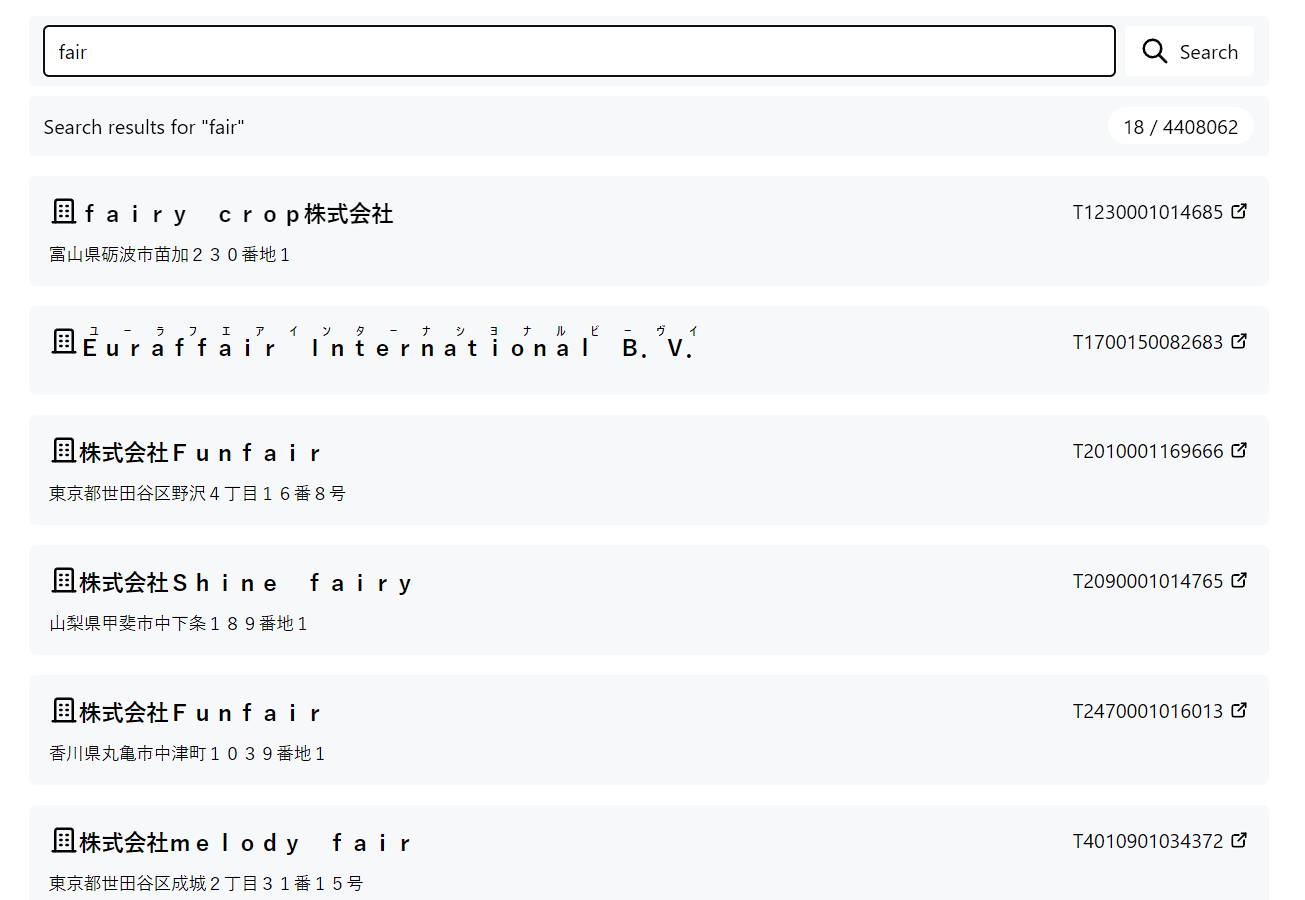 fair
Search
Search results for "fair"
18 / 4408062
ｆａｉｒｙ　ｃｒｏｐ株式会社
T1230001014685
富山県砺波市苗加２３０番地１
ユーラフエアインターナシヨナルビーヴイ
Ｅｕｒａｆｆａｉｒ　Ｉｎｔｅｒｎａｔｉｏｎａｌ　Ｂ．Ｖ．
T1700150082683
株式会社Ｆｕｎｆａｉｒ
T2010001169666
東京都世田谷区野沢４丁目１６番８号
株式会社Ｓｈｉｎｅ　ｆａｉｒｙ
T2090001014765
山梨県甲斐市中下条１８９番地１
株式会社Ｆｕｎｆａｉｒ
T2470001016013
香川県丸亀市中津町１０３９番地１
株式会社ｍｅｌｏｄｙ　ｆａｉｒ
T4010901034372
東京都世田谷区成城２丁目３１番１５号